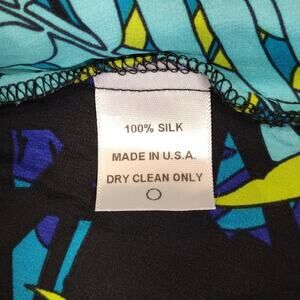 100% SILK
MADE IN U.S.A.
DRY CLEAN ONLY